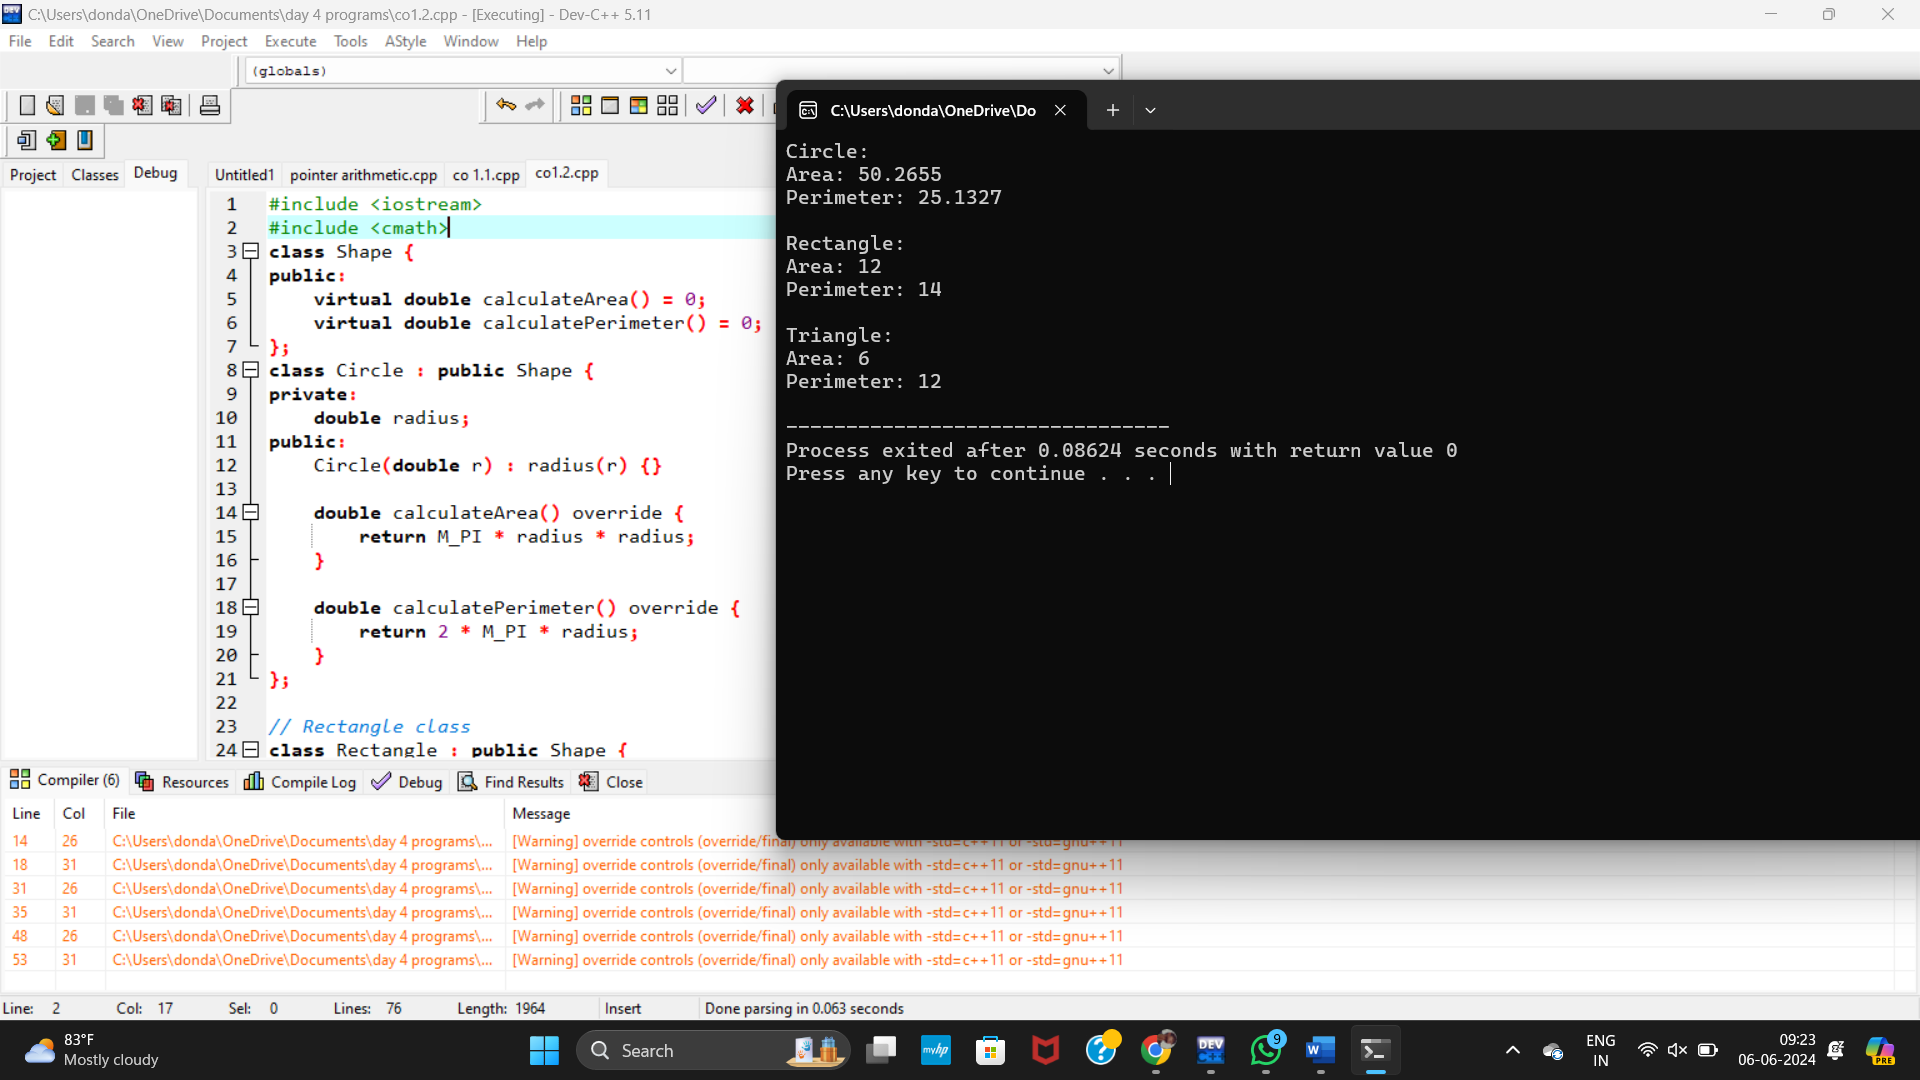 C:\Users\donda\OneDrive\Documents\day 4 programs\co1.2.cpp - [Executing] - Dev-C++ 5.11
File Edit Search View Project Execute Tools AStyle Window Help
(globals)
Project Classes Debug
Untitled1 pointer arithmetic.cpp co 1.1.cpp co1.2.cpp
1 #include <iostream>
2 #include <cmath>
3 class Shape {
4 public:
5 virtual double calculateArea() = 0;
6 virtual double calculatePerimeter() = 0;
7 };
8 class Circle : public Shape {
9 private:
10 double radius;
11 public:
12 Circle(double r) : radius(r) {}
13
14 double calculateArea() override {
15 return M_PI * radius * radius;
16 }
17
18 double calculatePerimeter() override {
19 return 2 * M_PI * radius;
20 }
21 };
22
23 // Rectangle class
24 class Rectangle : public Shape {
C:\Users\donda\OneDrive\Do
Circle:
Area: 50.2655
Perimeter: 25.1327
Rectangle:
Area: 12
Perimeter: 14
Triangle:
Area: 6
Perimeter: 12
--------------------------------
Process exited after 0.08624 seconds with return value 0
Press any key to continue . . .
Compiler (6) Resources Compile Log Debug Find Results Close
Line Col File Message
14 26 C:\Users\donda\OneDrive\Documents\day 4 programs\... [Warning] override controls (override/final) only available with -std=c++11 or -std=gnu++11
18 31 C:\Users\donda\OneDrive\Documents\day 4 programs\... [Warning] override controls (override/final) only available with -std=c++11 or -std=gnu++11
31 26 C:\Users\donda\OneDrive\Documents\day 4 programs\... [Warning] override controls (override/final) only available with -std=c++11 or -std=gnu++11
35 31 C:\Users\donda\OneDrive\Documents\day 4 programs\... [Warning] override controls (override/final) only available with -std=c++11 or -std=gnu++11
48 26 C:\Users\donda\OneDrive\Documents\day 4 programs\... [Warning] override controls (override/final) only available with -std=c++11 or -std=gnu++11
53 31 C:\Users\donda\OneDrive\Documents\day 4 programs\... [Warning] override controls (override/final) only available with -std=c++11 or -std=gnu++11
Line: 2 Col: 17 Sel: 0 Lines: 76 Length: 1964 Insert Done parsing in 0.063 seconds
83°F
Mostly cloudy
Search
myhp
DEV
9
W
PRE
ENG
IN
09:23
06-06-2024